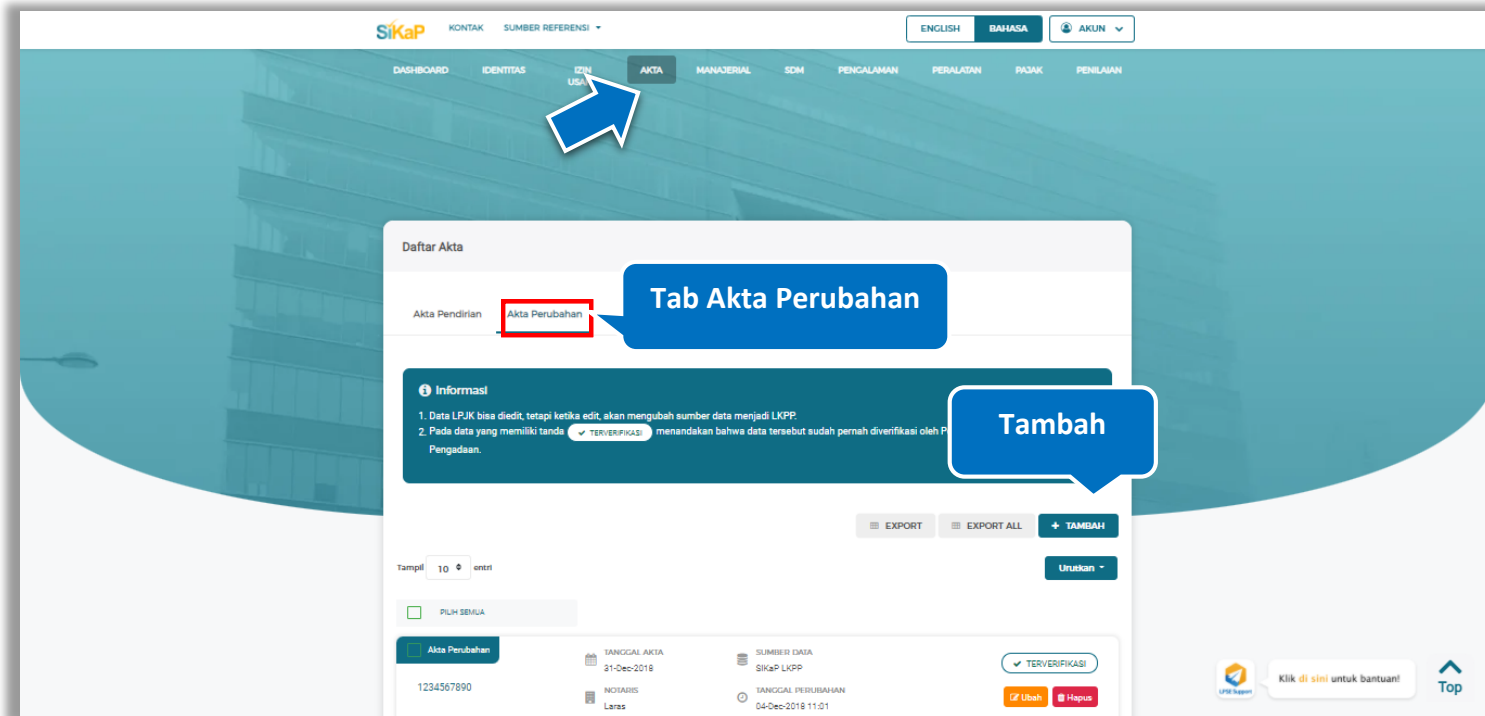 SiKaP KONTAK SUMBER REFERENSI ENGLISH BAHASA AKUN
DASHBOARD IDENTITAS IZIN AKTA MANAJERIAL SDM PENGALAMAN PERALATAN PAJAK PENILAIAN
Daftar Akta
Tab Akta Perubahan
Akta Pendirian Akta Perubahan
Informasi
1. Data LPJK bisa diedit, tetapi ketika edit, akan mengubah sumber data menjadi LKPP.
2. Pada data yang memiliki tanda TERVERIFIKASI menandakan bahwa data tersebut sudah pernah diverifikasi oleh
Pengadaan.
Tambah
EXPORT EXPORT ALL + TAMBAH
Tampil 10 entri Urutkan
PILIH SEMUA
Akta Perubahan TANGGAL AKTA SUMBER DATA
31-Dec-2018 SIKaP LKPP TERVERIFIKASI
1234567890 NOTARIS TANGGAL PERUBAHAN Ubah Hapus
Laras 04-Dec-2018 11:01
LPSE Support Klik di sini untuk bantuan! Top